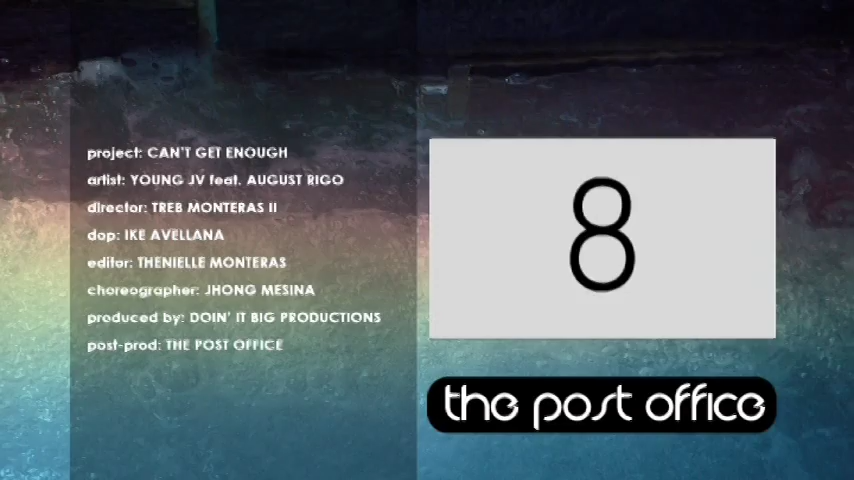 project: CAN'T GET ENOUGH
artist: YOUNG JV feat. AUGUST RIGO
director: TREB MONTERAS II
dop: IKE AVELLANA
editor: THENIELLE MONTERAS
choreographer: JHONG MESINA
produced by: DOIN' IT BIG PRODUCTIONS
post-prod: THE POST OFFICE
8
the post office